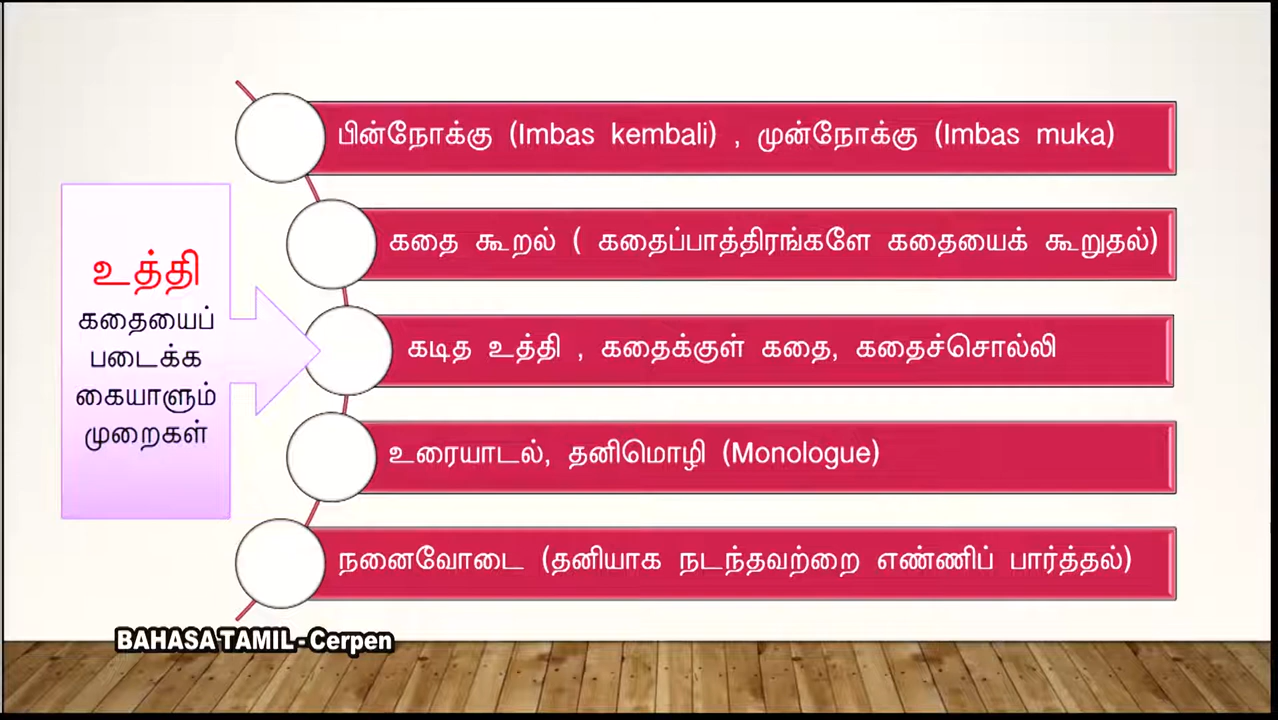 பின்நோக்கு (Imbas kembali) , முன்நோக்கு (Imbas muka)
கதை கூறல் ( கதைப்பாத்திரங்களே கதையைக் கூறுதல்)
உத்தி
கதையைப்
படைக்க
கையாளும்
முறைகள்
கடித உத்தி , கதைக்குள் கதை, கதைச்சொல்லி
உரையாடல், தனிமொழி (Monologue)
நனைவோடை (தனியாக நடந்தவற்றை எண்ணிப் பார்த்தல்)
BAHASA TAMIL - Cerpen